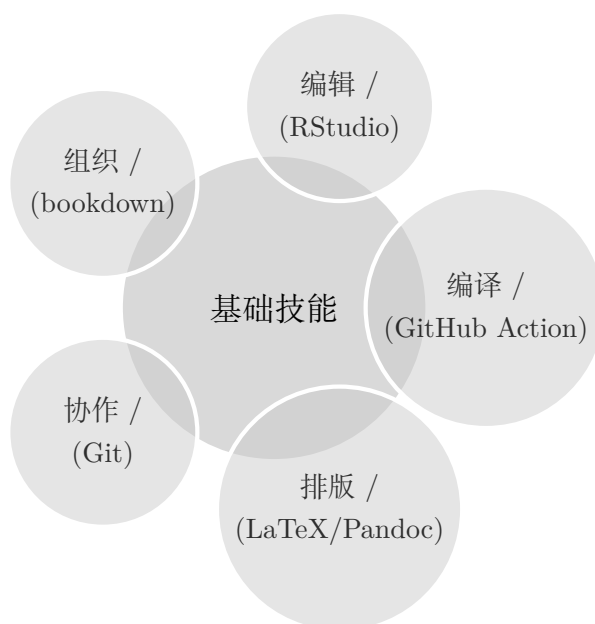 编辑 /
(RStudio)
组织 /
(bookdown)
编译 /
(GitHub Action)
基础技能
协作 /
(Git)
排版 /
(LaTeX/Pandoc)